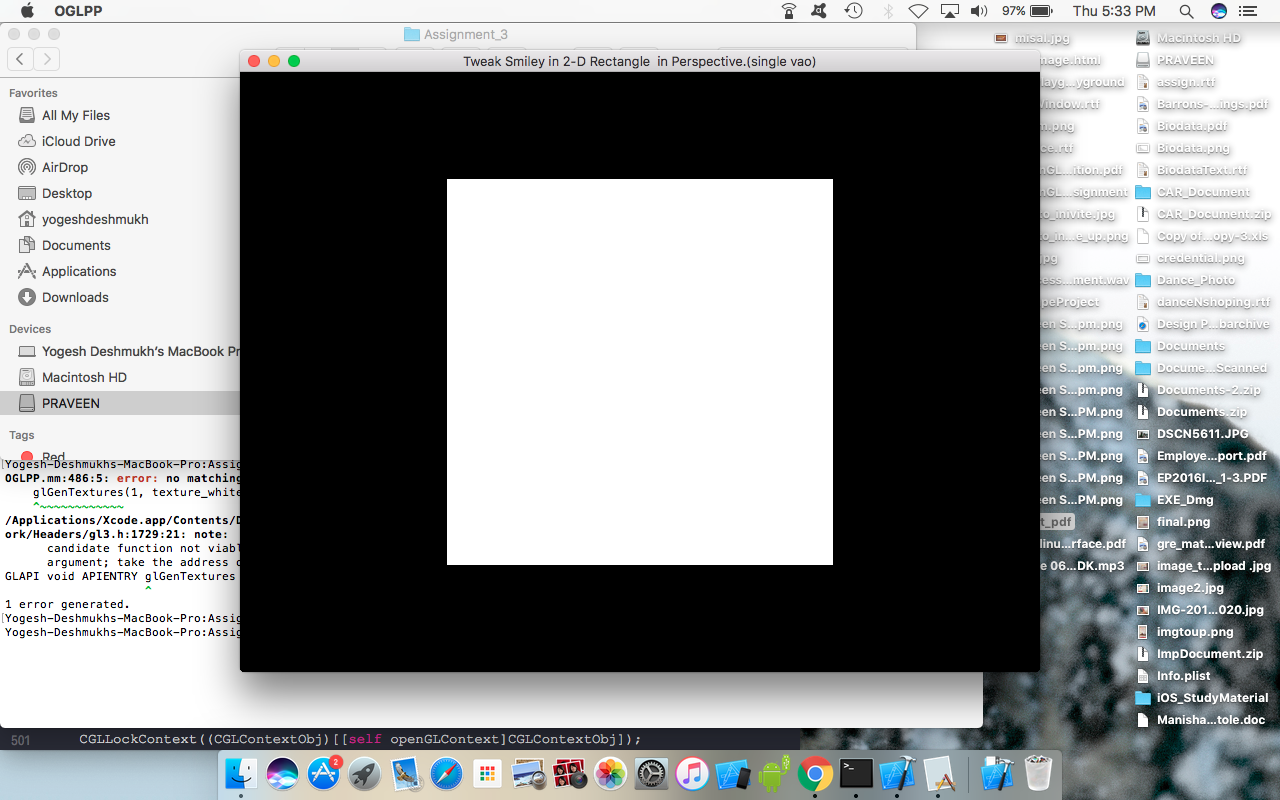 OGLPP
97%
Thu 5:33 PM
Assignment_3
Tweak Smiley in 2-D Rectangle  in Perspective.(single vao)
Favorites
All My Files
iCloud Drive
AirDrop
Desktop
yogeshdeshmukh
Documents
Applications
Downloads
Devices
Yogesh Deshmukh's MacBook Pr
Macintosh HD
PRAVEEN
Tags
Red
[Yogesh-Deshmukhs-MacBook-Pro:Assig
OGLPP.mm:486:5: error: no matching
glGenTextures(1, texture_white
^~~~~~~~~~~~~
/Applications/Xcode.app/Contents/D
ork/Headers/gl3.h:1729:21: note:
candidate function not viabl
argument; take the address o
GLAPI void APIENTRY glGenTextures
^
1 error generated.
[Yogesh-Deshmukhs-MacBook-Pro:Assig
Yogesh-Deshmukhs-MacBook-Pro:Assig
501 CGLLockContext((CGLContextObj)[[self openGLContext]CGLContextObj]);
misal.jpg
mage.html
layg...yground
Window.rtf
m.png
ce.rtf
nGL...ition.pdf
nGL...signment
to_inivite.jpg
to_in...e_up.png
jpg
cess...ment.wav
peProject
en S...pm.png
en S...pm.png
en S...pm.png
en S...PM.png
en S...PM.png
en S...PM.png
en S...PM.png
en S...PM.png
en S...PM.png
t_pdf
linu...rface.pdf
e 06...DK.mp3
Macintosh HD
PRAVEEN
assign.rtf
Barrons-...ings.pdf
Biodata.pdf
Biodata.png
BiodataText.rtf
CAR_Document
CAR_Document.zip
Copy of...opy-3.xls
credential.png
Dance_Photo
danceNshoping.rtf
Design P...barchive
Documents
Docume...Scanned
Documents-2.zip
Documents.zip
DSCN5611.JPG
Employe...port.pdf
EP2016I..._1-3.PDF
EXE_Dmg
final.png
gre_mat...view.pdf
image_t...pload .jpg
image2.jpg
IMG-201...020.jpg
imgtoup.png
ImpDocument.zip
Info.plist
iOS_StudyMaterial
Manisha...tole.doc
2